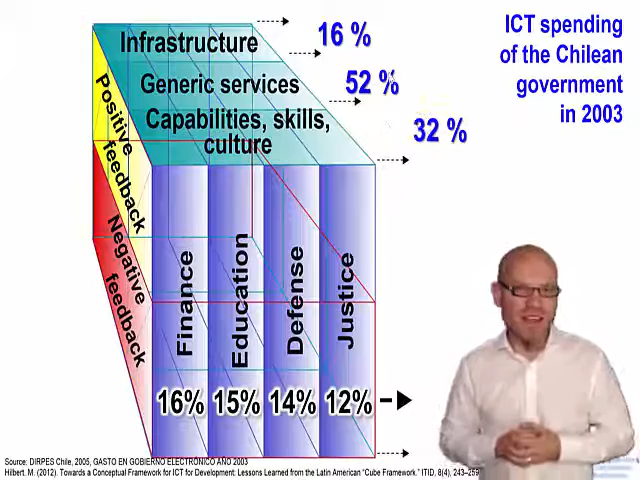 ICT spending
of the Chilean
government
in 2003
Infrastructure
16 %
Generic services
52 %
Capabilities, skills,
culture
32 %
Positive
feedback
Negative
feedback
Finance
Education
Defense
Justice
16% 15% 14% 12%
Source: DIRPES Chile, 2005, GASTO EN GOBIERNO ELECTRÓNICO AÑO 2003
Hilbert. M. (2012). Towards a Conceptual Framework for ICT for Development: Lessons Learned from the Latin American “Cube Framework.” ITID, 8(4), 243–259